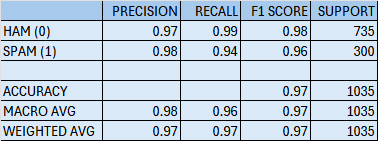 PRECISION RECALL F1 SCORE SUPPORT
HAM (0) 0.97 0.99 0.98 735
SPAM (1) 0.98 0.94 0.96 300
ACCURACY 0.97 1035
MACRO AVG 0.98 0.96 0.97 1035
WEIGHTED AVG 0.97 0.97 0.97 1035